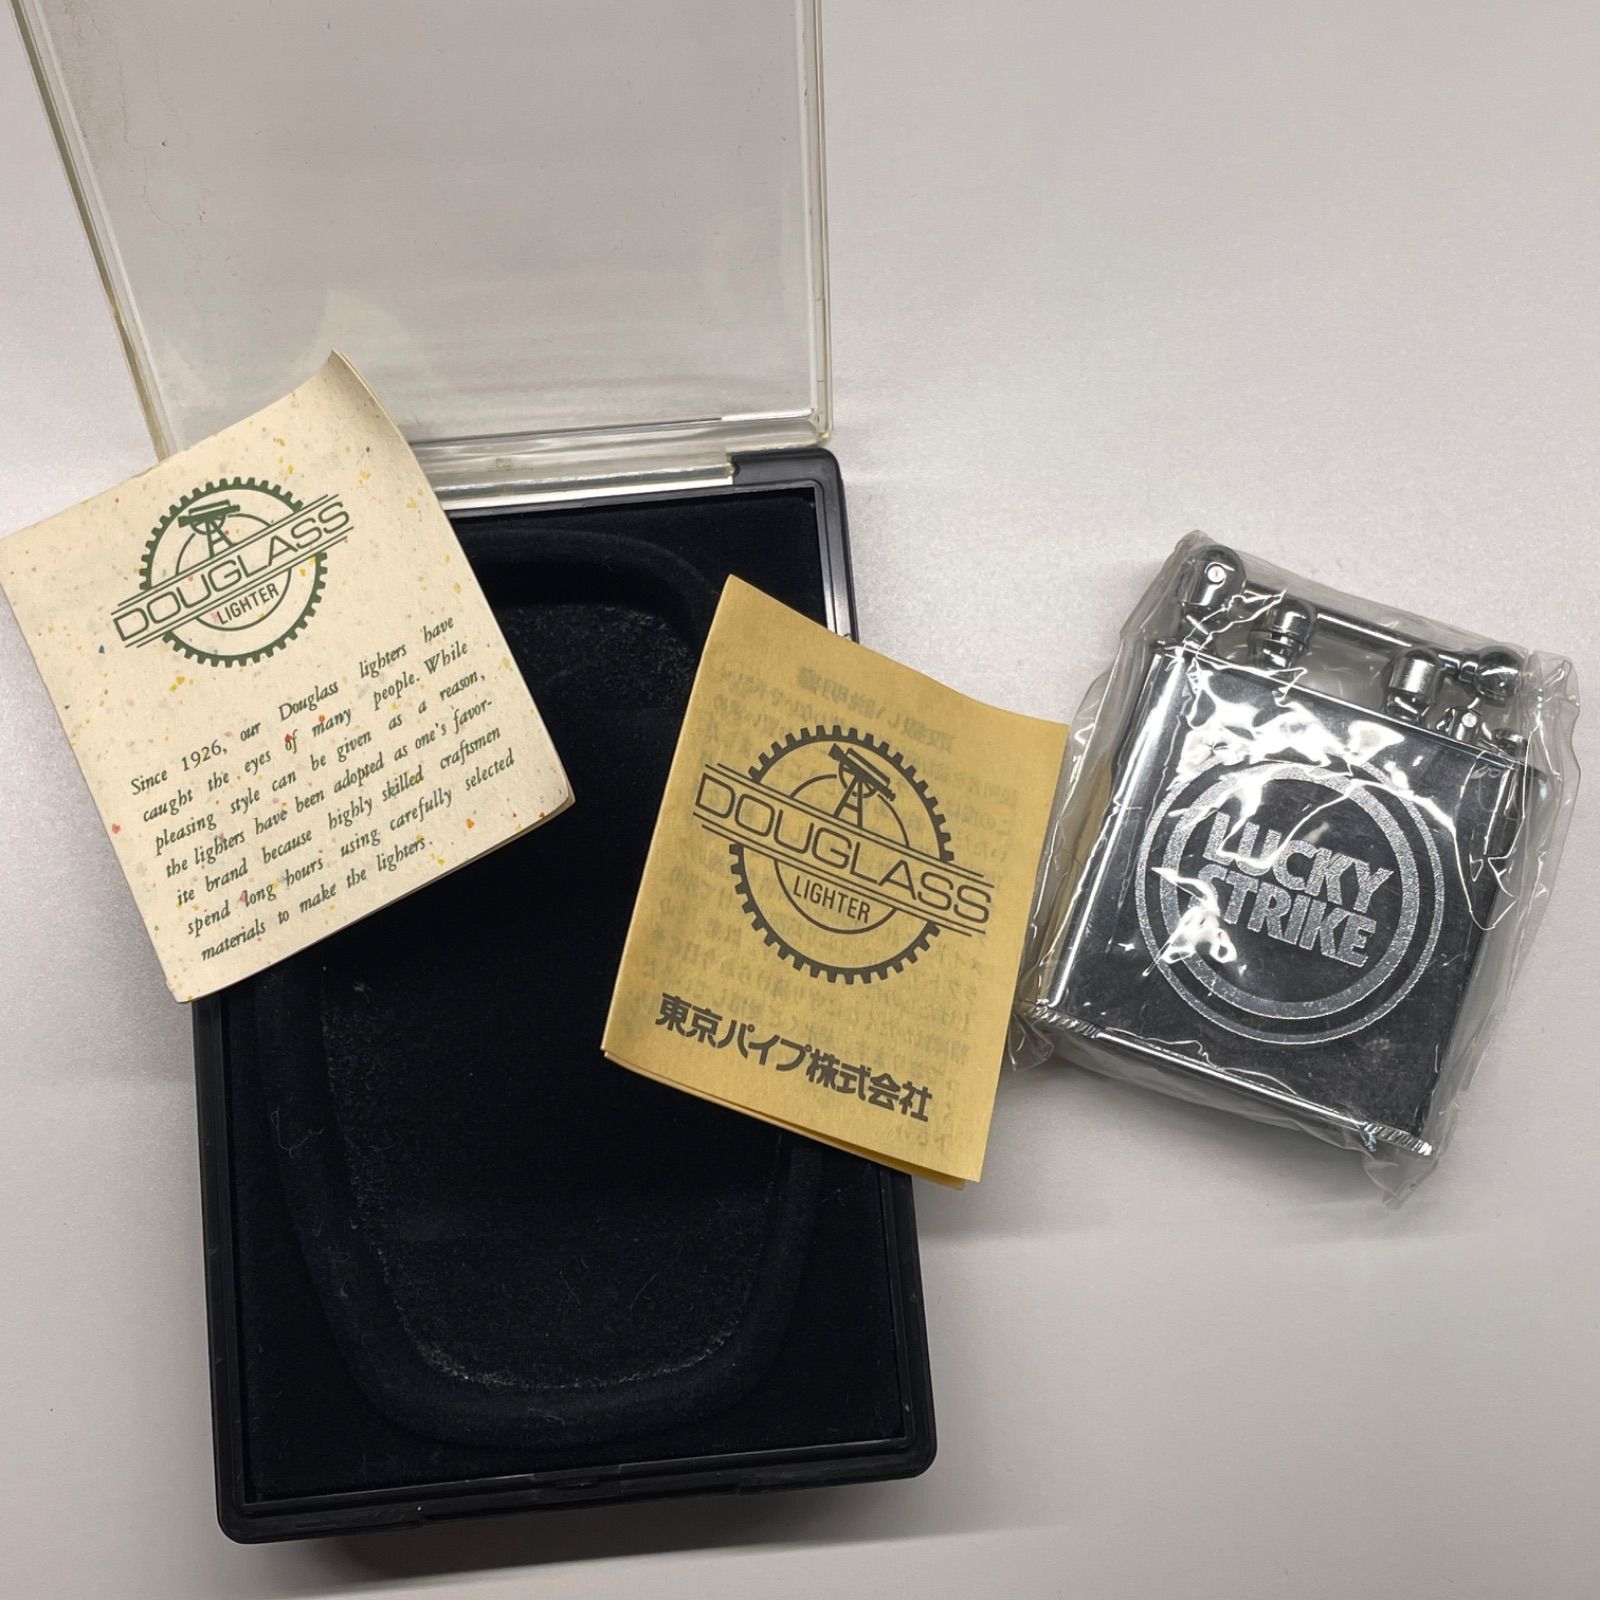 DOUGLASS
LIGHTER
Since 1926, our Douglass lighters have
caught the eyes of many people. While
pleasing style can be given as a reason,
the lighters have been adopted as one's favor-
ite brand because highly skilled craftsmen
spend long hours using carefully selected
materials to make the lighters.
DOUGLASS
LIGHTER
東京パイプ株式会社
LUCKY
STRIKE